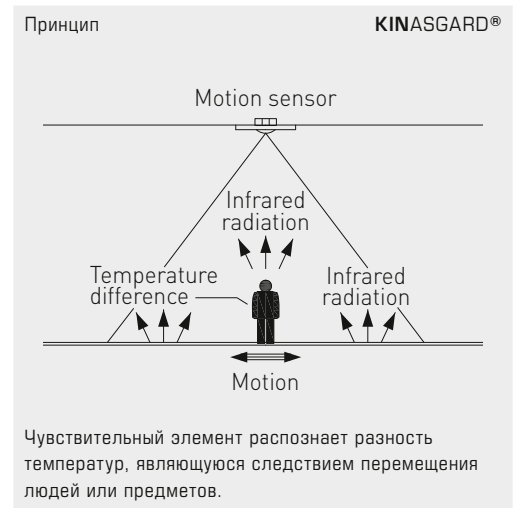 Принцип KINASGARD®
Motion sensor
Infrared
radiation
Temperature
difference
Infrared
radiation
Motion
Чувствительный элемент распознает разность
температур, являющуюся следствием перемещения
людей или предметов.